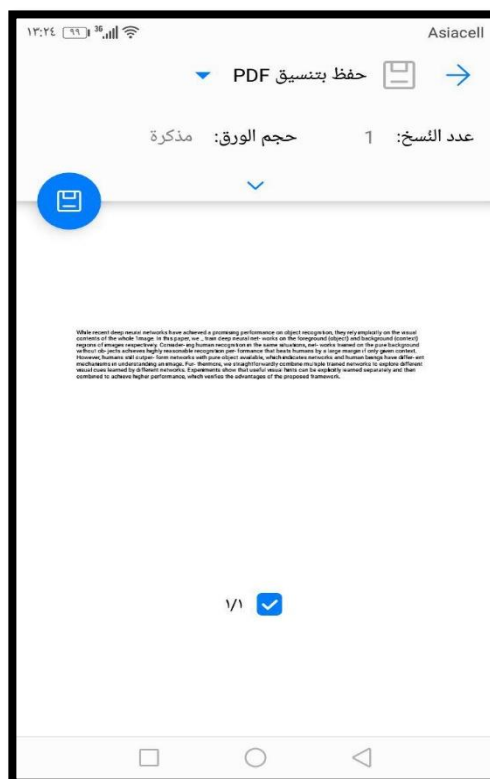 ١٣:٢٤ ٩٩ 3G Asiacell
حفظ بتنسيق PDF
عدد النُسخ: 1 حجم الورق: مذكرة
While recent deep neural networks have achieved a promising performance on object recognition, they rely implicitly on the visual
contents of the whole image. In this paper, we train deep neural net- works on the foreground (object) and background (context)
regions of images respectively. Consider- ing human recognition in the same situations, net- works trained on the pure background
without ob- jects achieves highly reasonable recognition per- formance that beats humans by a large margin if only given context.
However, humans still outper- form networks with pure object available, which indicates networks and human beings have differ- ent
mechanisms in understanding an image. Fur- thermore, we straightforwardly combine multiple trained networks to explore different
visual cues learned by different networks. Experiments show that useful visual hints can be explicitly learned separately and then
combined to achieve higher performance, which verifies the advantages of the proposed framework.
١/١